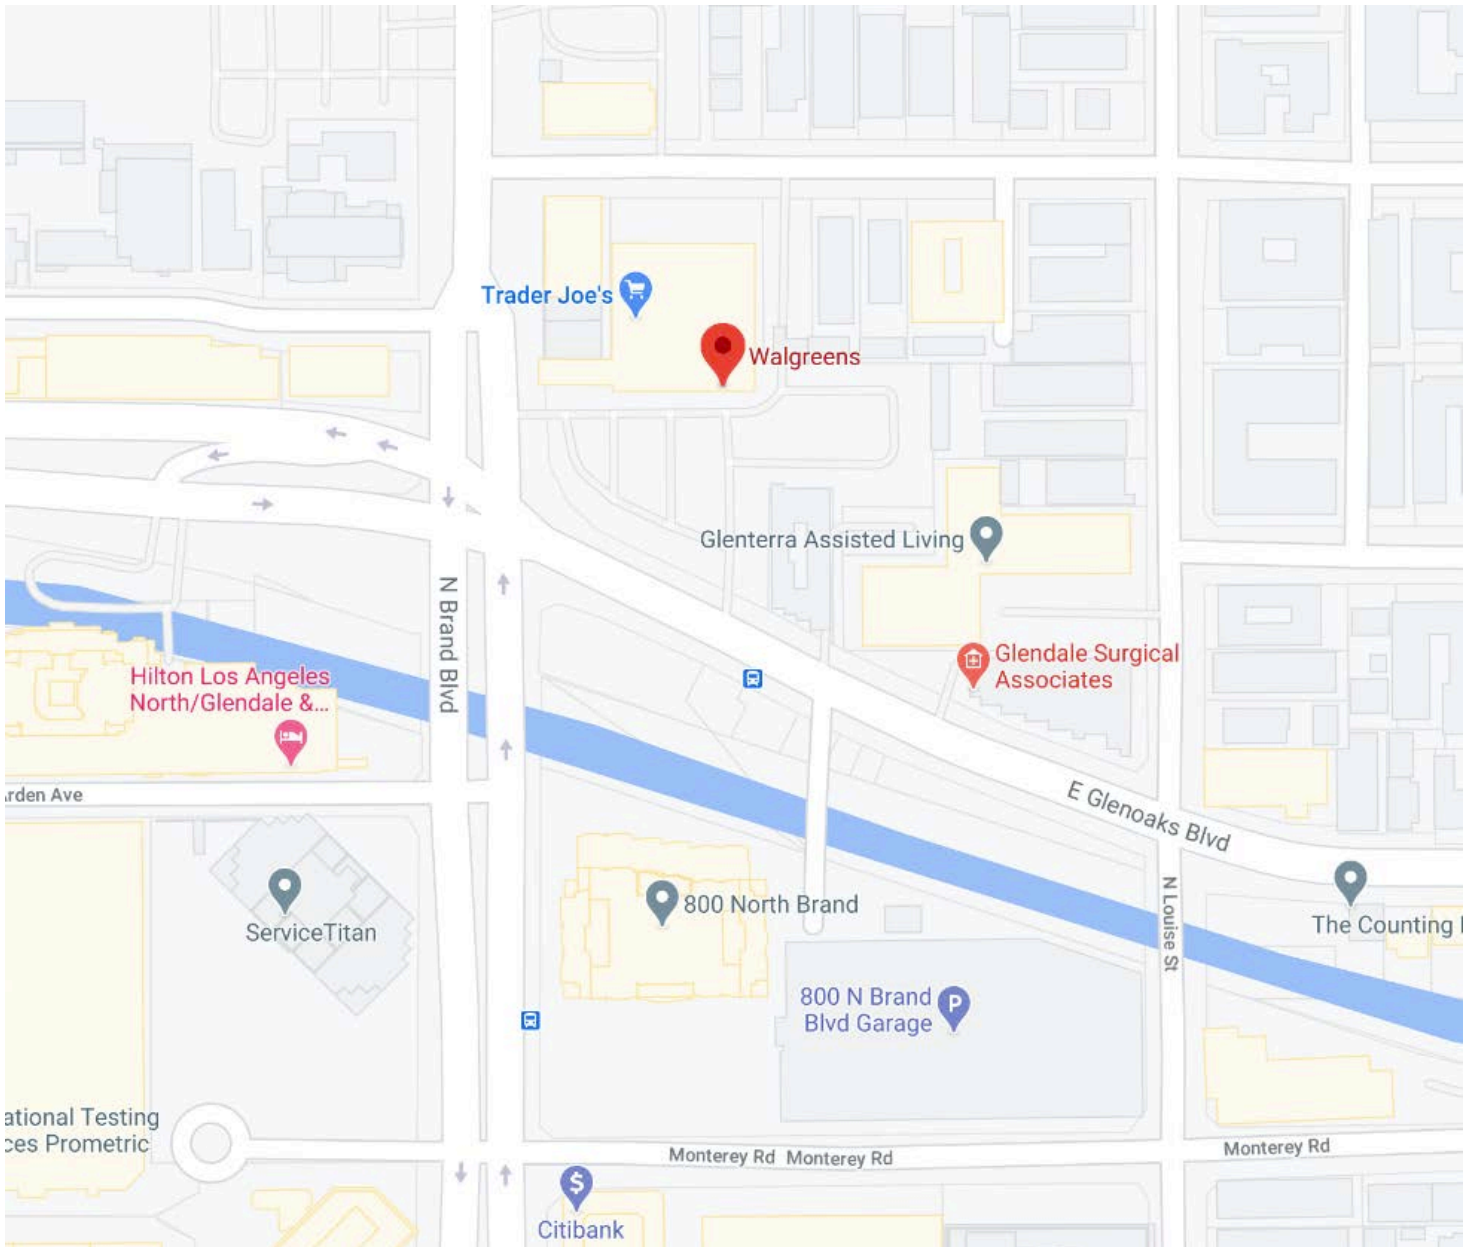 Trader Joe's
Walgreens
Glenterra Assisted Living
N Brand Blvd
Glendale Surgical
Associates
Hilton Los Angeles
North/Glendale &...
rden Ave
E Glenoaks Blvd
ServiceTitan
800 North Brand
N Louise St
The Counting
800 N Brand
Blvd Garage
P
ational Testing
ces Prometric
Monterey Rd Monterey Rd
Monterey Rd
$
Citibank